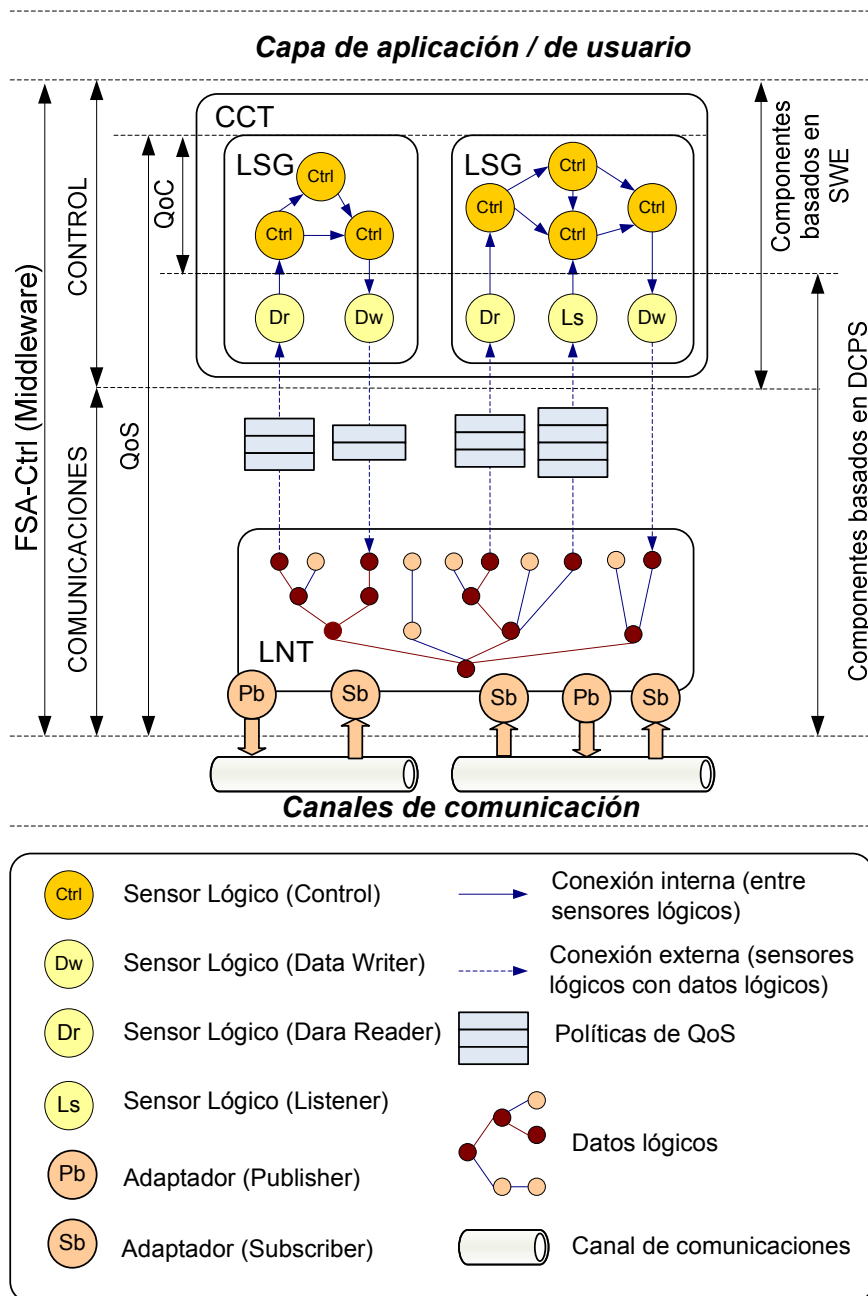 Capa de aplicación / de usuario
FSA-Ctrl (Middleware)
CONTROL
COMUNICACIONES
QoC
QoS
CCT
LSG
Ctrl
Ctrl
Ctrl
Dr
Dw
LSG
Ctrl
Ctrl
Ctrl
Ctrl
Dr
Ls
Dw
Componentes
basados en
SWE
Componentes basados en DCPS
LNT
Pb
Sb
Sb
Pb
Sb
Canales de comunicación
Ctrl
Sensor Lógico (Control)
Dw
Sensor Lógico (Data Writer)
Dr
Sensor Lógico (Dara Reader)
Ls
Sensor Lógico (Listener)
Pb
Adaptador (Publisher)
Sb
Adaptador (Subscriber)
Conexión interna (entre
sensores lógicos)
Conexión externa (sensores
lógicos con datos lógicos)
Políticas de QoS
Datos lógicos
Canal de comunicaciones